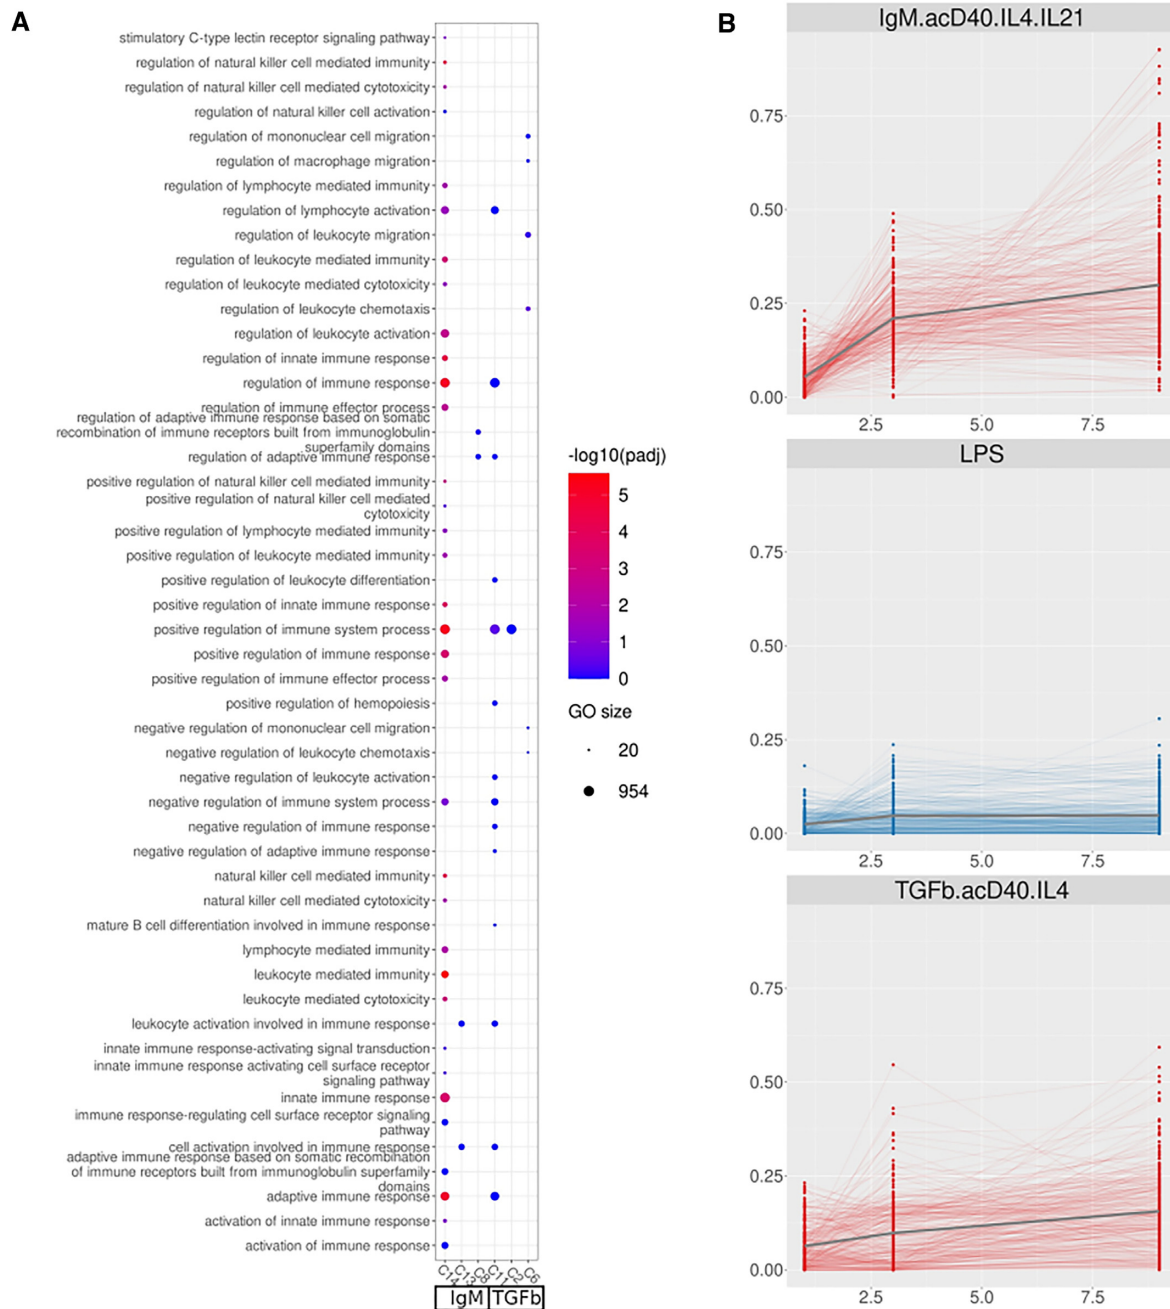 A
stimulatory C-type lectin receptor signaling pathway
regulation of natural killer cell mediated immunity
regulation of natural killer cell mediated cytotoxicity
regulation of natural killer cell activation
regulation of mononuclear cell migration
regulation of macrophage migration
regulation of lymphocyte mediated immunity
regulation of lymphocyte activation
regulation of leukocyte migration
regulation of leukocyte mediated immunity
regulation of leukocyte mediated cytotoxicity
regulation of leukocyte chemotaxis
regulation of leukocyte activation
regulation of innate immune response
regulation of immune response
regulation of immune effector process
regulation of adaptive immune response based on somatic
recombination of immune receptors built from immunoglobulin
superfamily domains
regulation of adaptive immune response
positive regulation of natural killer cell mediated immunity
positive regulation of natural killer cell mediated
cytotoxicity
positive regulation of lymphocyte mediated immunity
positive regulation of leukocyte mediated immunity
positive regulation of leukocyte differentiation
positive regulation of innate immune response
positive regulation of immune system process
positive regulation of immune response
positive regulation of immune effector process
positive regulation of hemopoiesis
negative regulation of mononuclear cell migration
negative regulation of leukocyte chemotaxis
negative regulation of leukocyte activation
negative regulation of immune system process
negative regulation of immune response
negative regulation of adaptive immune response
natural killer cell mediated immunity
natural killer cell mediated cytotoxicity
mature B cell differentiation involved in immune response
lymphocyte mediated immunity
leukocyte mediated immunity
leukocyte mediated cytotoxicity
leukocyte activation involved in immune response
innate immune response-activating signal transduction
innate immune response activating cell surface receptor
signaling pathway
innate immune response
immune response-regulating cell surface receptor signaling
pathway
cell activation involved in immune response
adaptive immune response based on somatic recombination
of immune receptors built from immunoglobulin superfamily
domains
adaptive immune response
activation of innate immune response
activation of immune response
IgM TGFb
-log10(padj)
5
4
3
2
1
0
GO size
20
954
B
IgM.acD40.IL4.IL21
0.75
0.50
0.25
0.00
2.5 5.0 7.5
LPS
0.75
0.50
0.25
0.00
2.5 5.0 7.5
TGFb.acD40.IL4
0.75
0.50
0.25
0.00
2.5 5.0 7.5